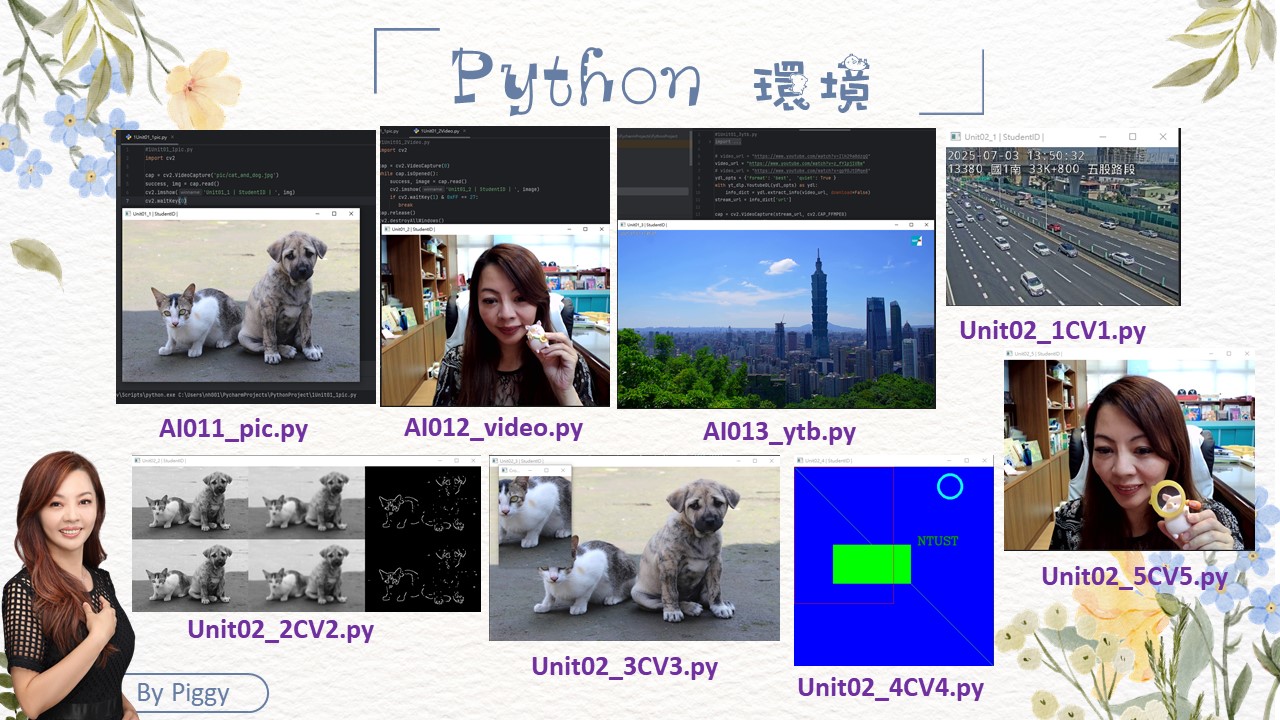 Python 環境
1Unit01_1pic.py
#1Unit01_1pic.py
import cv2
cap = cv2.VideoCapture('pic/cat_and_dog.jpg')
success, img = cap.read()
cv2.imshow( 'Unit01_1 | StudentID | ', img)
cv2.waitKey(0)
Unit01_1 | StudentID |
v\Scripts\python.exe C:\Users\nh801\PycharmProjects\PythonProject\1Unit01_1pic.py
AI011_pic.py
1Unit01_2Video.py
import cv2
cap = cv2.VideoCapture(0)
while cap.isOpened():
success, image = cap.read()
cv2.imshow( 'Unit01_2 | StudentID | ', image)
if cv2.waitKey(1) & 0xFF == 27:
break
cap.release()
cv2.destroyAllWindows()
Unit01_2 | StudentID |
AI012_video.py
#1Unit01_3ytb.py
import ...
ydl_opts = {'format': 'best', 'quiet': True }
with yt_dlp.YoutubeDL(ydl_opts) as ydl:
info_dict = ydl.extract_info(video_url, download=False)
stream_url = info_dict['url']
cap = cv2.VideoCapture(stream_url, cv2.CAP_FFMPEG)
Unit01_3 | StudentID |
AI013_ytb.py
Unit02_1 | StudentID |
2025-07-03 13:50:32
13380 國1南 33K+800 五股路段
Unit02_1CV1.py
Unit02_2 | StudentID |
Unit02_2CV2.py
Unit02_3 | StudentID |
Unit02_3CV3.py
Unit02_4 | StudentID |
NTUST
Unit02_4CV4.py
Unit02_5 | StudentID |
Unit02_5CV5.py
By Piggy